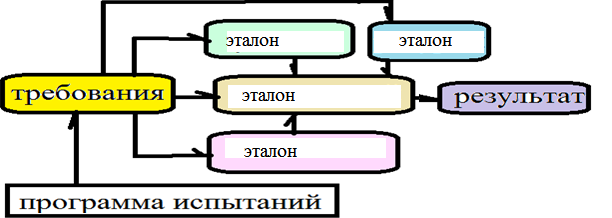 эталон
эталон
требования
эталон
результат
эталон
программа испытаний